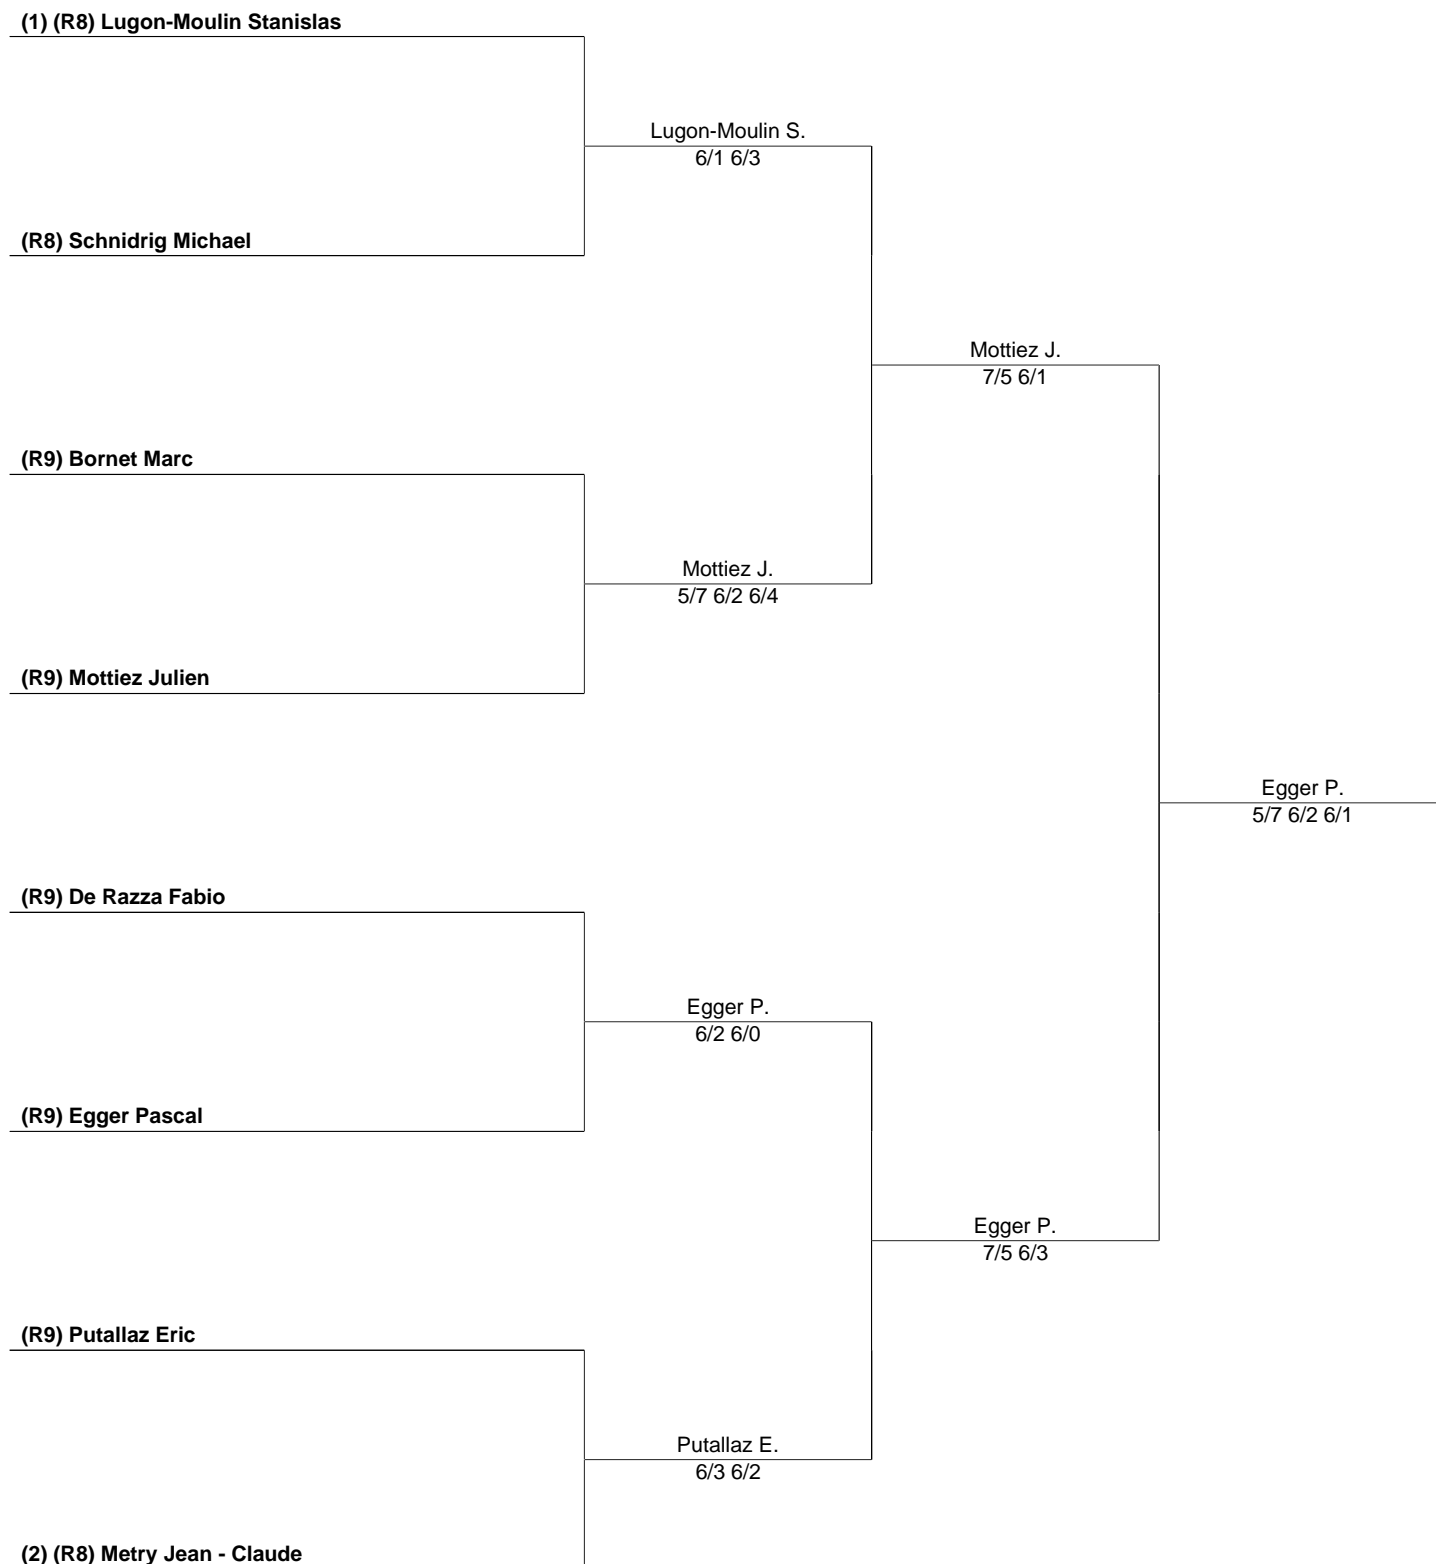 (1) (R8) Lugon-Moulin Stanislas
Lugon-Moulin S.
6/1 6/3
(R8) Schnidrig Michael
Mottiez J.
7/5 6/1
(R9) Bornet Marc
Mottiez J.
5/7 6/2 6/4
(R9) Mottiez Julien
Egger P.
5/7 6/2 6/1
(R9) De Razza Fabio
Egger P.
6/2 6/0
(R9) Egger Pascal
Egger P.
7/5 6/3
(R9) Putallaz Eric
Putallaz E.
6/3 6/2
(2) (R8) Metry Jean - Claude